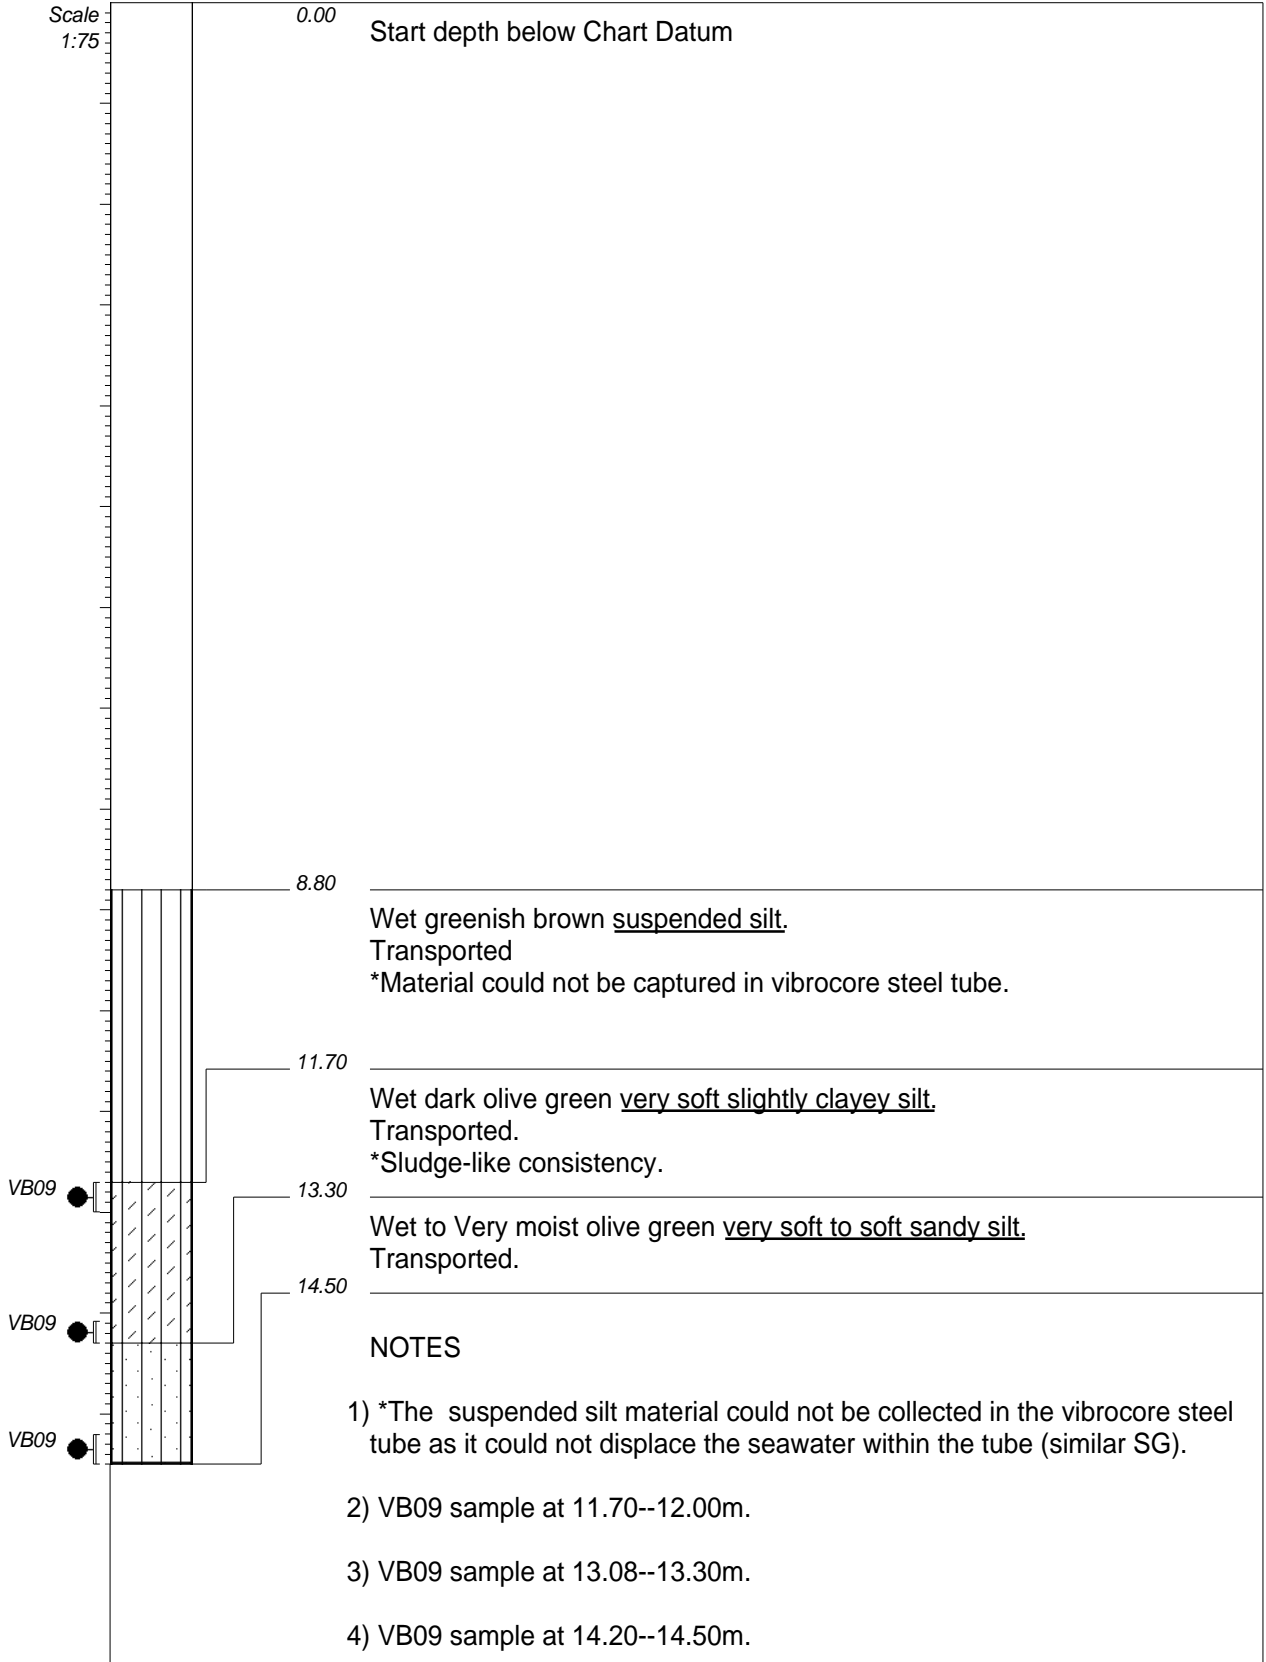 Scale
1:75
0.00
Start depth below Chart Datum
8.80
Wet greenish brown suspended silt.
Transported
*Material could not be captured in vibrocore steel tube.
11.70
Wet dark olive green very soft slightly clayey silt.
Transported.
*Sludge-like consistency.
VB09
13.30
Wet to Very moist olive green very soft to soft sandy silt.
Transported.
14.50
VB09
NOTES
1) *The  suspended silt material could not be collected in the vibrocore steel
tube as it could not displace the seawater within the tube (similar SG).
VB09
2) VB09 sample at 11.70--12.00m.
3) VB09 sample at 13.08--13.30m.
4) VB09 sample at 14.20--14.50m.